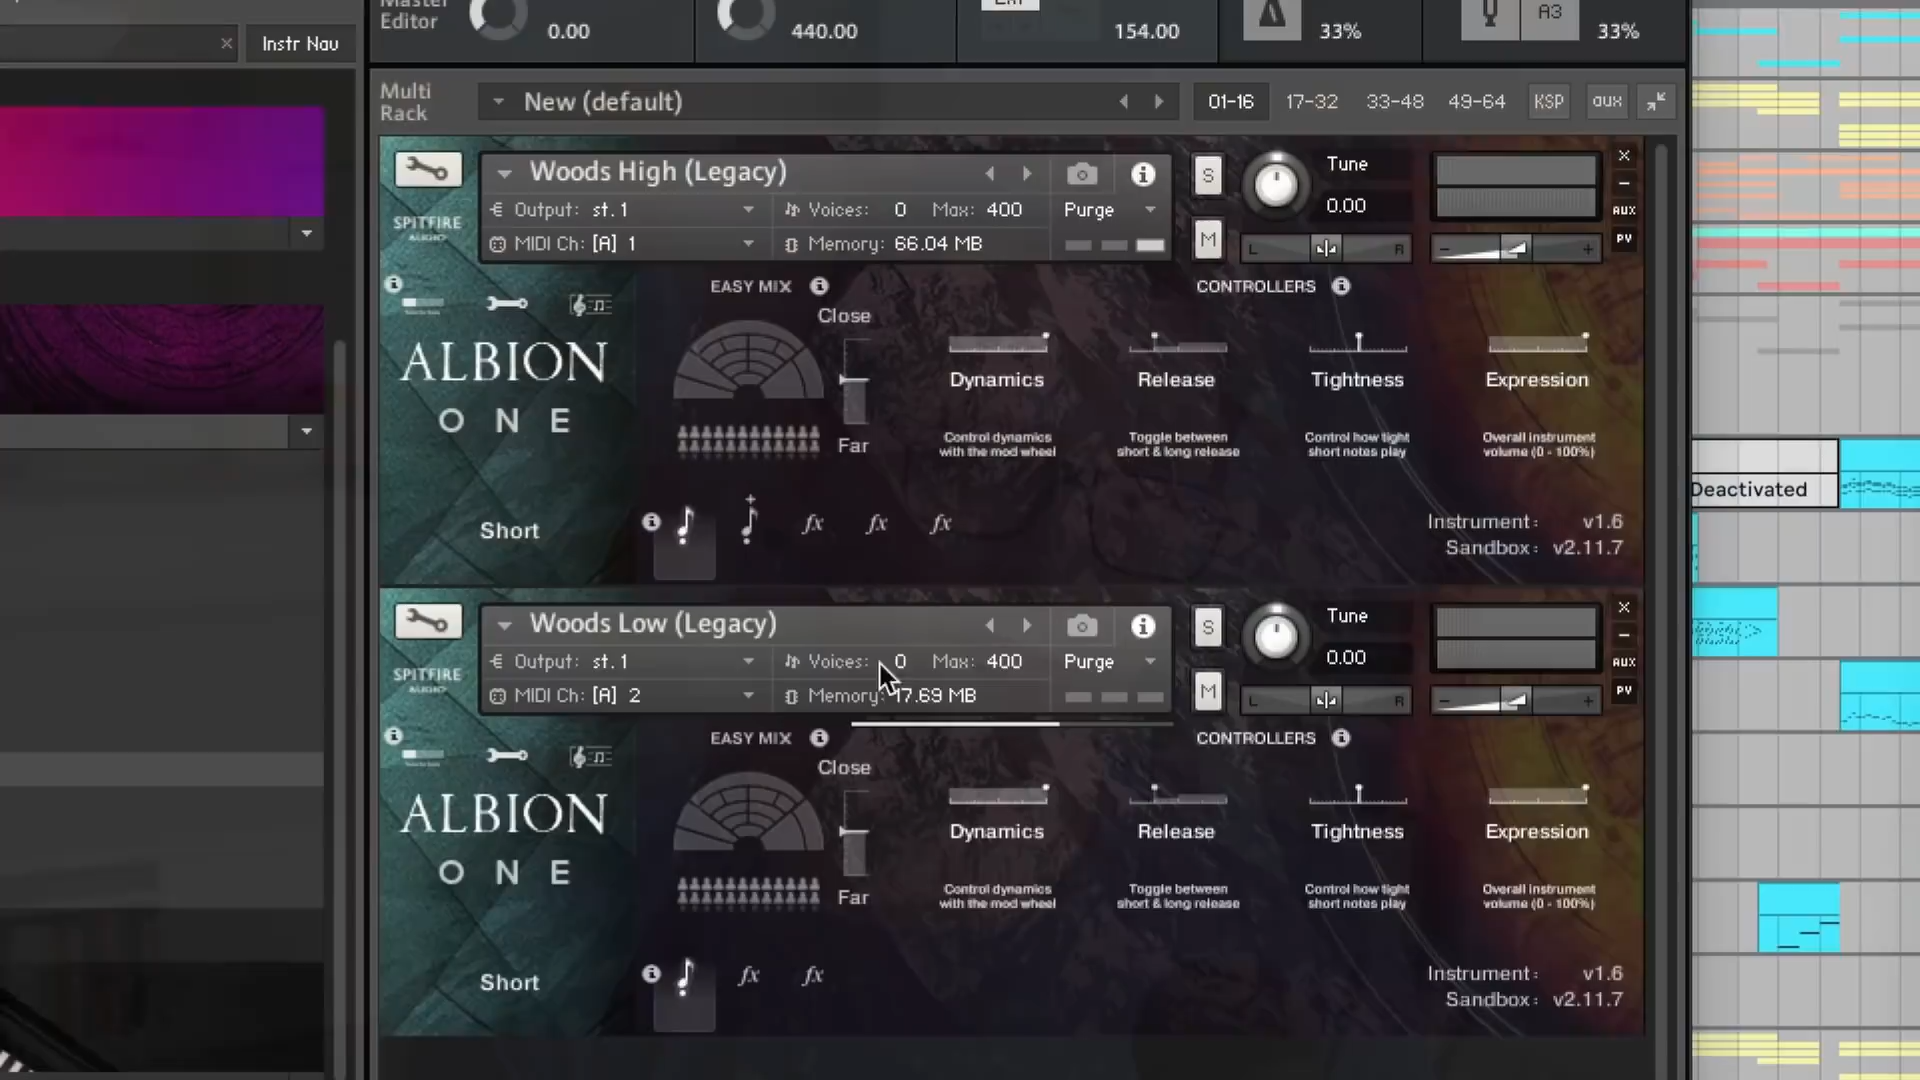 Master
Editor
0.00
440.00
154.00
33%
A3
33%
× Instr Nav
Multi
Rack
New (default)
01-16 17-32 33-48 49-64 KSP aux
Woods High (Legacy)
S
Tune
0.00
×
−
AUX
PV
SPITFIRE
AUDIO
Output: st.1
Voices: 0 Max: 400
Purge
MIDI Ch: [A] 1
Memory: 66.04 MB
M
L R
− +
EASY MIX
Close
Far
CONTROLLERS
ALBION
ONE
Dynamics
Release
Tightness
Expression
Control dynamics
with the mod wheel
Toggle between
short & long release
Control how tight
short notes play
Overall instrument
volume (0 - 100%)
Deactivated
Short
fx fx fx
Instrument: v1.6
Sandbox: v2.11.7
Woods Low (Legacy)
S
Tune
0.00
×
−
AUX
PV
SPITFIRE
AUDIO
Output: st.1
Voices: 0 Max: 400
Purge
MIDI Ch: [A] 2
Memory: 17.69 MB
M
L R
− +
EASY MIX
Close
Far
CONTROLLERS
ALBION
ONE
Dynamics
Release
Tightness
Expression
Control dynamics
with the mod wheel
Toggle between
short & long release
Control how tight
short notes play
Overall instrument
volume (0 - 100%)
Short
fx fx
Instrument: v1.6
Sandbox: v2.11.7